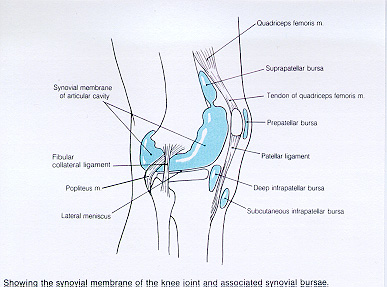 Quadriceps femoris m.
Suprapatellar bursa
Synovial membrane
of articular cavity
Tendon of quadriceps femoris m.
Prepatellar bursa
Fibular
collateral ligament
Patellar ligament
Popliteus m.
Deep infrapatellar bursa
Lateral meniscus
Subcutaneous infrapatellar bursa
Showing the synovial membrane of the knee joint and associated synovial bursae.